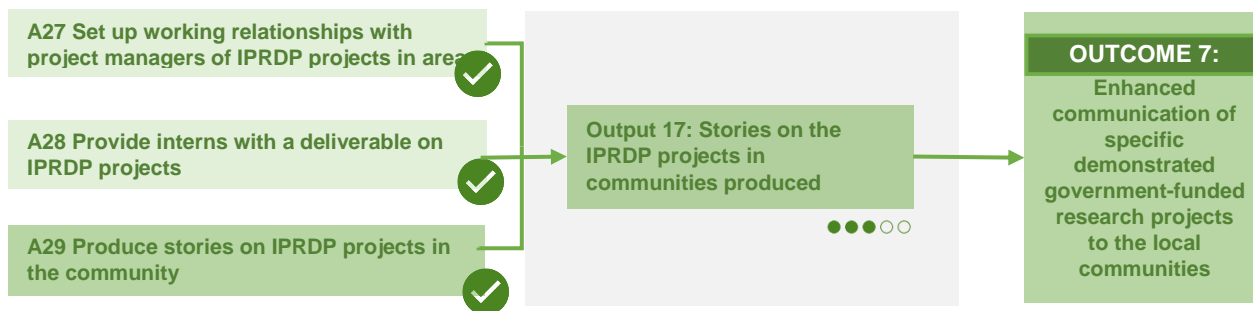 A27 Set up working relationships with
project managers of IPRDP projects in area
A28 Provide interns with a deliverable on
IPRDP projects
A29 Produce stories on IPRDP projects in
the community
Output 17: Stories on the
IPRDP projects in
communities produced
OUTCOME 7:
Enhanced
communication of
specific
demonstrated
government-funded
research projects
to the local
communities